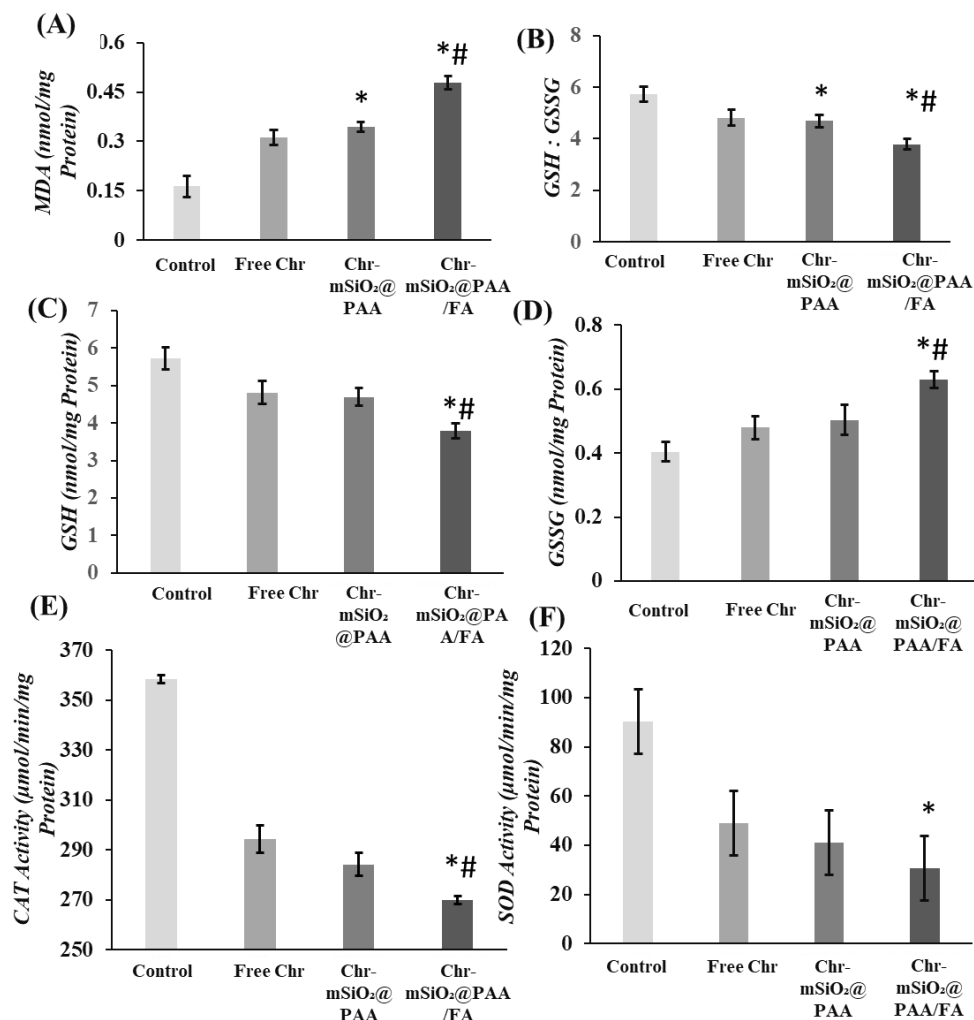 (A)
MDA (nmol/mg
Protein)
0.6
0.45
0.3
0.15
0
*
*#
Control
Free Chr
Chr-
mSiO₂@
PAA
Chr-
mSiO₂@PAA
/FA
(B)
GSH : GSSG
8
6
4
2
0
*
*#
Control
Free Chr
Chr-
mSiO₂@
PAA
Chr-
mSiO₂@PAA
/FA
(C)
GSH (nmol/mg Protein)
7
6
5
4
3
2
1
0
*#
Control
Free Chr
Chr-
mSiO₂
@PAA
Chr-
mSiO₂@PA
A/FA
(D)
GSSG (nmol/mg Protein)
0.8
0.6
0.4
0.2
0
*#
Control
Free Chr
Chr-
mSiO₂@
PAA
Chr-
mSiO₂@
PAA/FA
(E)
CAT Activity (µmol/min/mg
Protein)
370
350
330
310
290
270
250
*#
Control
Free Chr
Chr-
mSiO₂@
PAA
Chr-
mSiO₂@PAA
/FA
(F)
SOD Activity (µmol/min/mg
Protein)
120
100
80
60
40
20
0
*
Control
Free Chr
Chr-
mSiO₂@
PAA
Chr-
mSiO₂@
PAA/FA